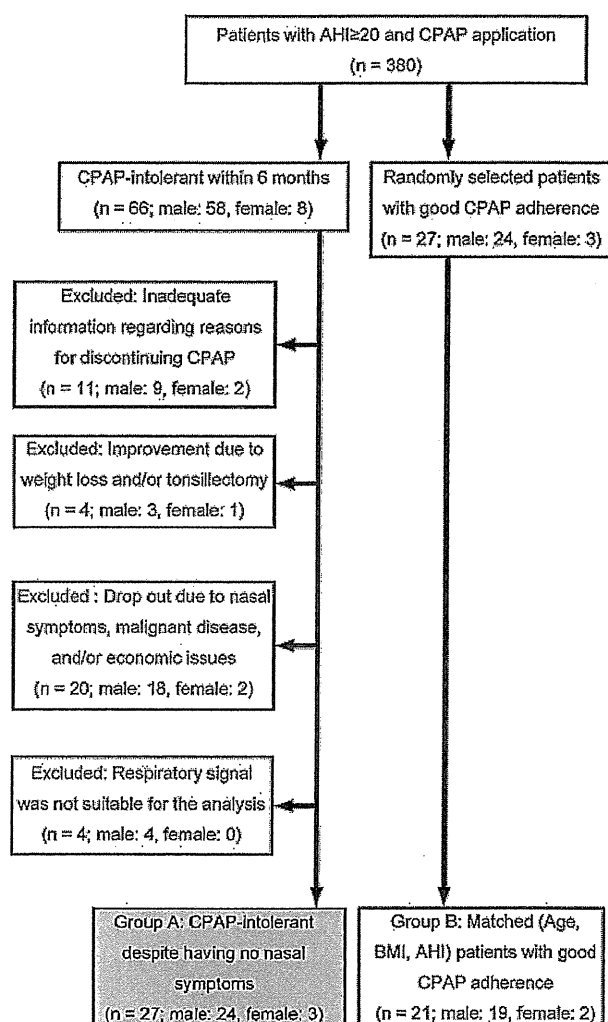 Patients with AHI≥20 and CPAP application
(n = 380)
CPAP-intolerant within 6 months
(n = 66; male: 58, female: 8)
Randomly selected patients
with good CPAP adherence
(n = 27; male: 24, female: 3)
Excluded: Inadequate
information regarding reasons
for discontinuing CPAP
(n = 11; male: 9, female: 2)
Excluded: Improvement due to
weight loss and/or tonsillectomy
(n = 4; male: 3, female: 1)
Excluded : Drop out due to nasal
symptoms, malignant disease,
and/or economic issues
(n = 20; male: 18, female: 2)
Excluded: Respiratory signal
was not suitable for the analysis
(n = 4; male: 4, female: 0)
Group A: CPAP-intolerant
despite having no nasal
symptoms
(n = 27; male: 24, female: 3)
Group B: Matched (Age,
BMI, AHI) patients with good
CPAP adherence
(n = 21; male: 19, female: 2)